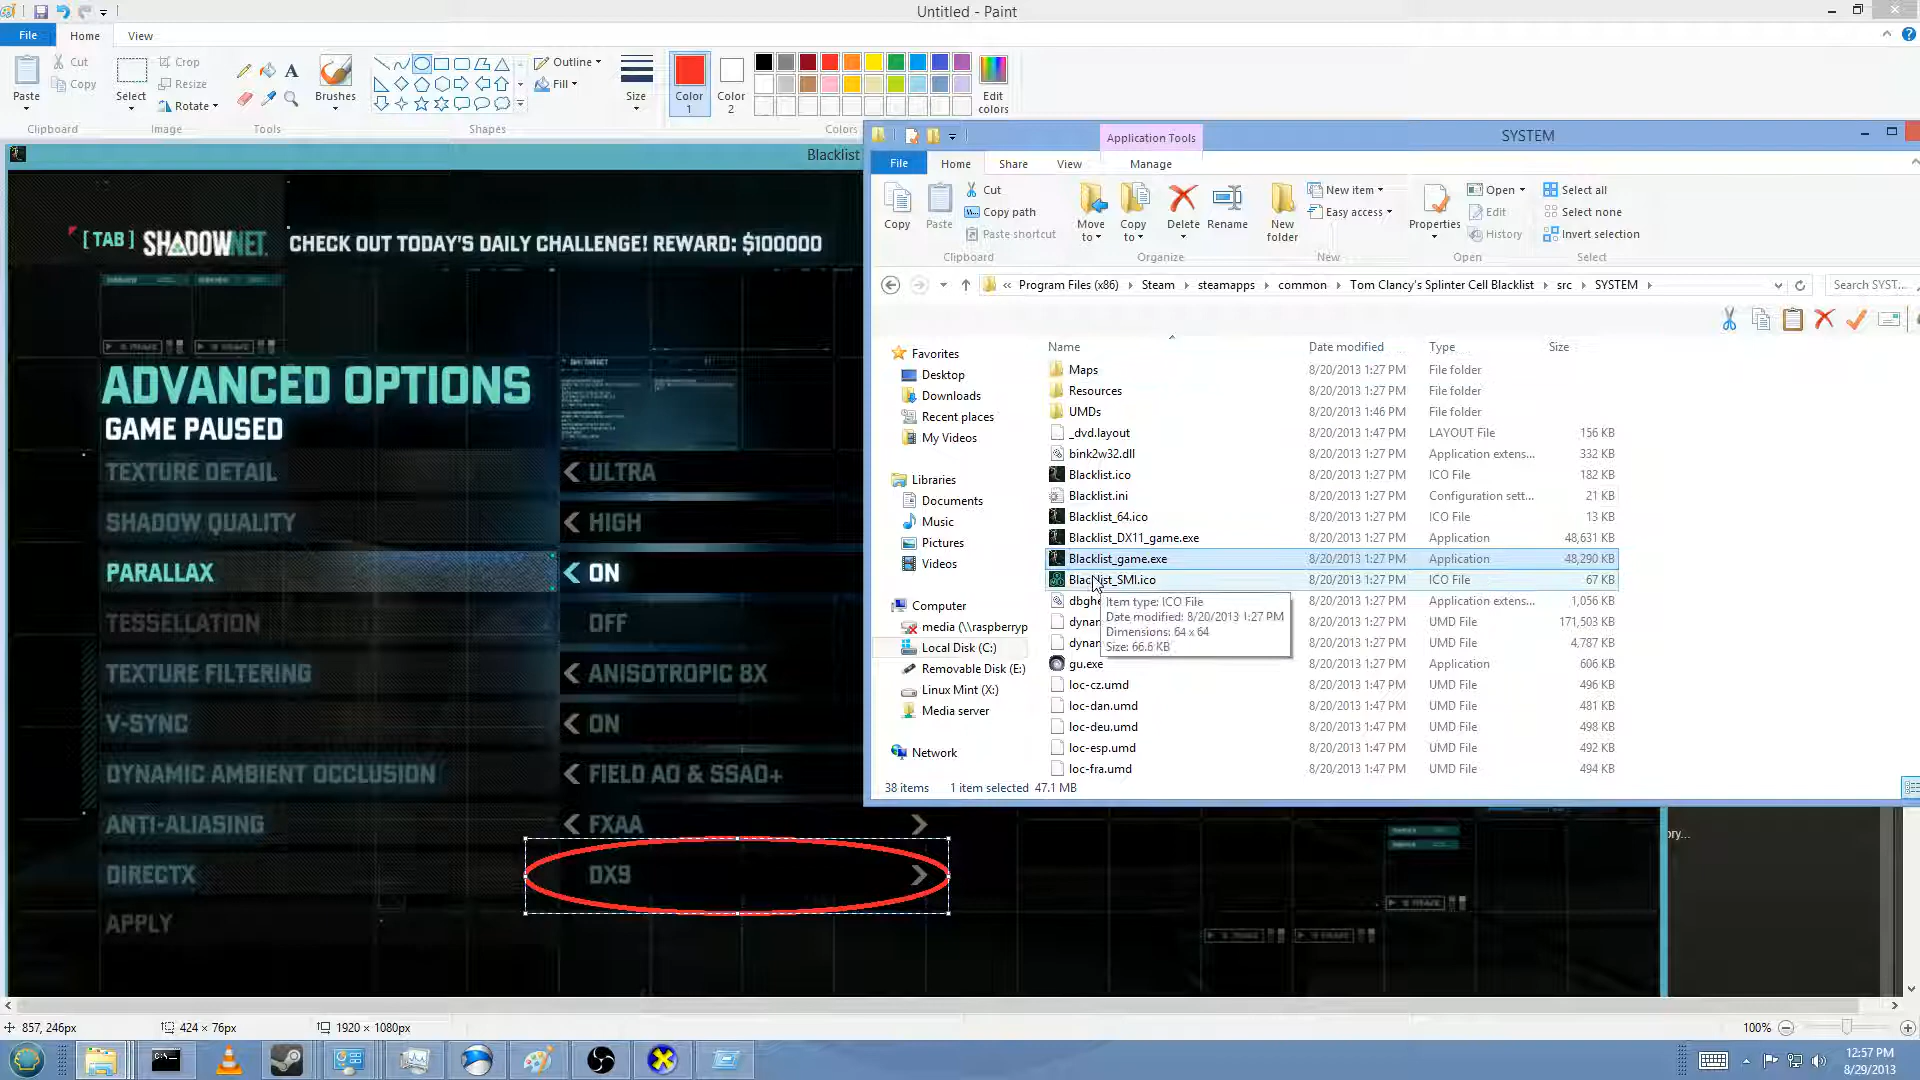 Untitled - Paint
File
Home
View
Paste
Cut
Copy
Clipboard
Select
Crop
Resize
Rotate
Image
Tools
Brushes
Shapes
Outline
Fill
Size
Color 1
Color 2
Edit colors
Colors
Blacklist
[TAB] SHADOWNET. CHECK OUT TODAY'S DAILY CHALLENGE! REWARD: $100000
ADVANCED OPTIONS
GAME PAUSED
TEXTURE DETAIL ULTRA
SHADOW QUALITY HIGH
PARALLAX ON
TESSELLATION OFF
TEXTURE FILTERING ANISOTROPIC 8X
V-SYNC ON
DYNAMIC AMBIENT OCCLUSION FIELD AO & SSAO+
ANTI-ALIASING FXAA
DIRECTX DX9
APPLY
Application Tools
SYSTEM
File
Home
Share
View
Manage
Copy
Paste
Cut
Copy path
Paste shortcut
Clipboard
Move to
Copy to
Delete
Rename
Organize
New folder
New item
Easy access
New
Properties
Open
Edit
History
Open
Select all
Select none
Invert selection
Select
« Program Files (x86) Steam steamapps common Tom Clancy's Splinter Cell Blacklist src SYSTEM
Search SYST...
Favorites
Desktop
Downloads
Recent places
My Videos
Libraries
Documents
Music
Pictures
Videos
Computer
media (\\raspberryp
Local Disk (C:)
Removable Disk (E:)
Linux Mint (X:)
Media server
Network
Name Date modified Type Size
Maps 8/20/2013 1:27 PM File folder
Resources 8/20/2013 1:27 PM File folder
UMDs 8/20/2013 1:46 PM File folder
_dvd.layout 8/20/2013 1:47 PM LAYOUT File 156 KB
bink2w32.dll 8/20/2013 1:27 PM Application extens... 332 KB
Blacklist.ico 8/20/2013 1:27 PM ICO File 182 KB
Blacklist.ini 8/20/2013 1:27 PM Configuration sett... 21 KB
Blacklist_64.ico 8/20/2013 1:27 PM ICO File 13 KB
Blacklist_DX11_game.exe 8/20/2013 1:27 PM Application 48,631 KB
Blacklist_game.exe 8/20/2013 1:27 PM Application 48,290 KB
Blacklist_SMI.ico 8/20/2013 1:27 PM ICO File 67 KB
dbghe 8/20/2013 1:27 PM Application extens... 1,056 KB
dynan 8/20/2013 1:47 PM UMD File 171,503 KB
dynan 8/20/2013 1:47 PM UMD File 4,787 KB
gu.exe 8/20/2013 1:27 PM Application 606 KB
loc-cz.umd 8/20/2013 1:47 PM UMD File 496 KB
loc-dan.umd 8/20/2013 1:47 PM UMD File 481 KB
loc-deu.umd 8/20/2013 1:47 PM UMD File 498 KB
loc-esp.umd 8/20/2013 1:47 PM UMD File 492 KB
loc-fra.umd 8/20/2013 1:47 PM UMD File 494 KB
Item type: ICO File
Date modified: 8/20/2013 1:27 PM
Dimensions: 64 x 64
Size: 66.6 KB
38 items 1 item selected 47.1 MB
ory...
857, 246px 424 × 76px 1920 × 1080px 100%
12:57 PM
8/29/2013